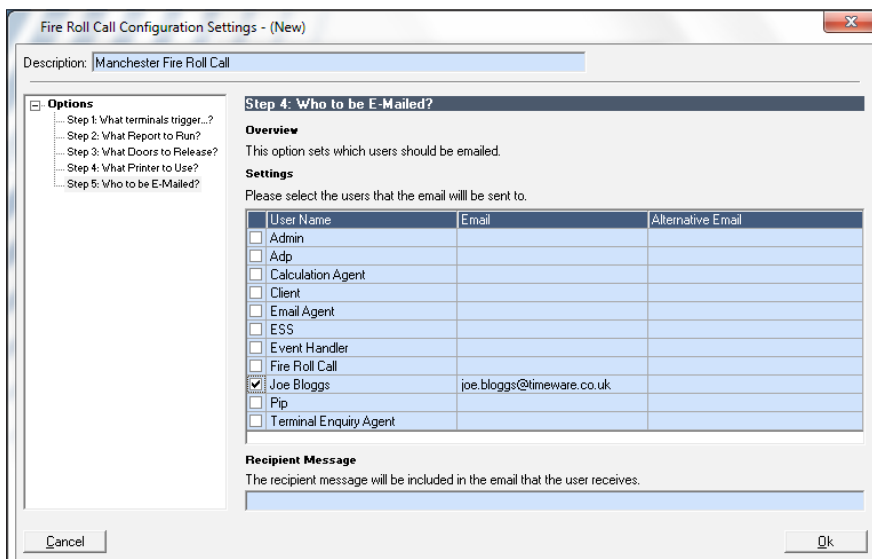 Fire Roll Call Configuration Settings - (New)
Description: Manchester Fire Roll Call
Options
Step 1: What terminals trigger...?
Step 2: What Report to Run?
Step 3: What Doors to Release?
Step 4: What Printer to Use?
Step 5: Who to be E-Mailed?
Step 4: Who to be E-Mailed?
Overview
This option sets which users should be emailed.
Settings
Please select the users that the email willl be sent to.
User Name Email Alternative Email
Admin
Adp
Calculation Agent
Client
Email Agent
ESS
Event Handler
Fire Roll Call
Joe Bloggs joe.bloggs@timeware.co.uk
Pip
Terminal Enquiry Agent
Recipient Message
The recipient message will be included in the email that the user receives.
Cancel Ok